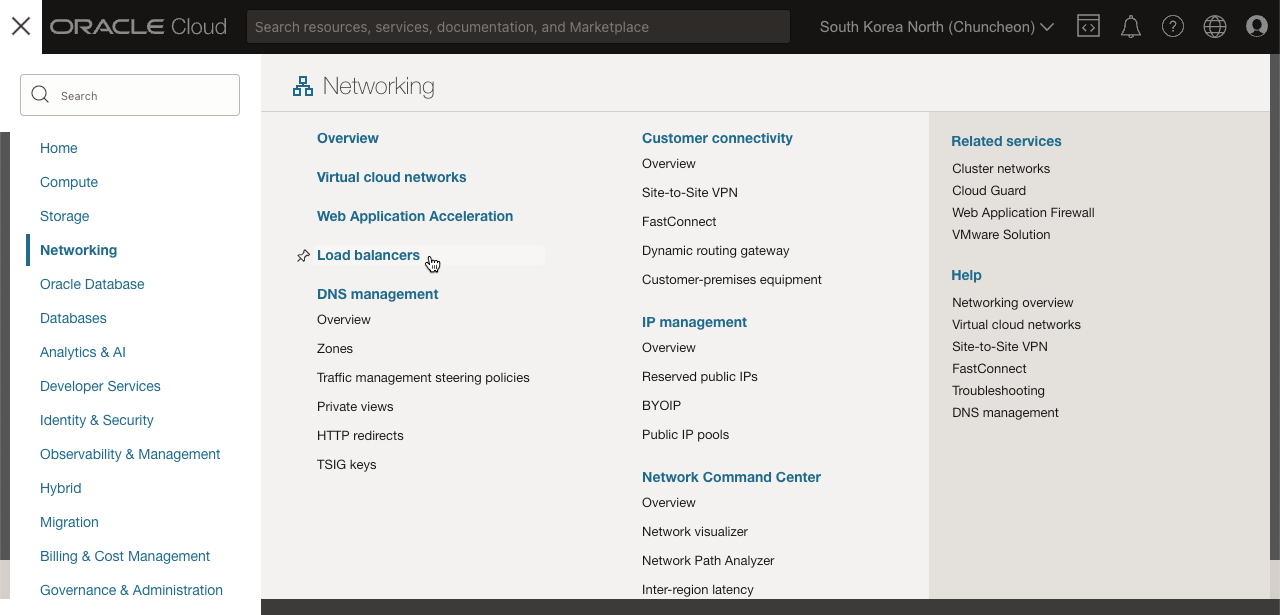 ORACLE Cloud
Search resources, services, documentation, and Marketplace
South Korea North (Chuncheon)
Search
Home
Compute
Storage
Networking
Oracle Database
Databases
Analytics & AI
Developer Services
Identity & Security
Observability & Management
Hybrid
Migration
Billing & Cost Management
Governance & Administration
Networking
Overview
Virtual cloud networks
Web Application Acceleration
Load balancers
DNS management
Overview
Zones
Traffic management steering policies
Private views
HTTP redirects
TSIG keys
Customer connectivity
Overview
Site-to-Site VPN
FastConnect
Dynamic routing gateway
Customer-premises equipment
IP management
Overview
Reserved public IPs
BYOIP
Public IP pools
Network Command Center
Overview
Network visualizer
Network Path Analyzer
Inter-region latency
Related services
Cluster networks
Cloud Guard
Web Application Firewall
VMware Solution
Help
Networking overview
Virtual cloud networks
Site-to-Site VPN
FastConnect
Troubleshooting
DNS management